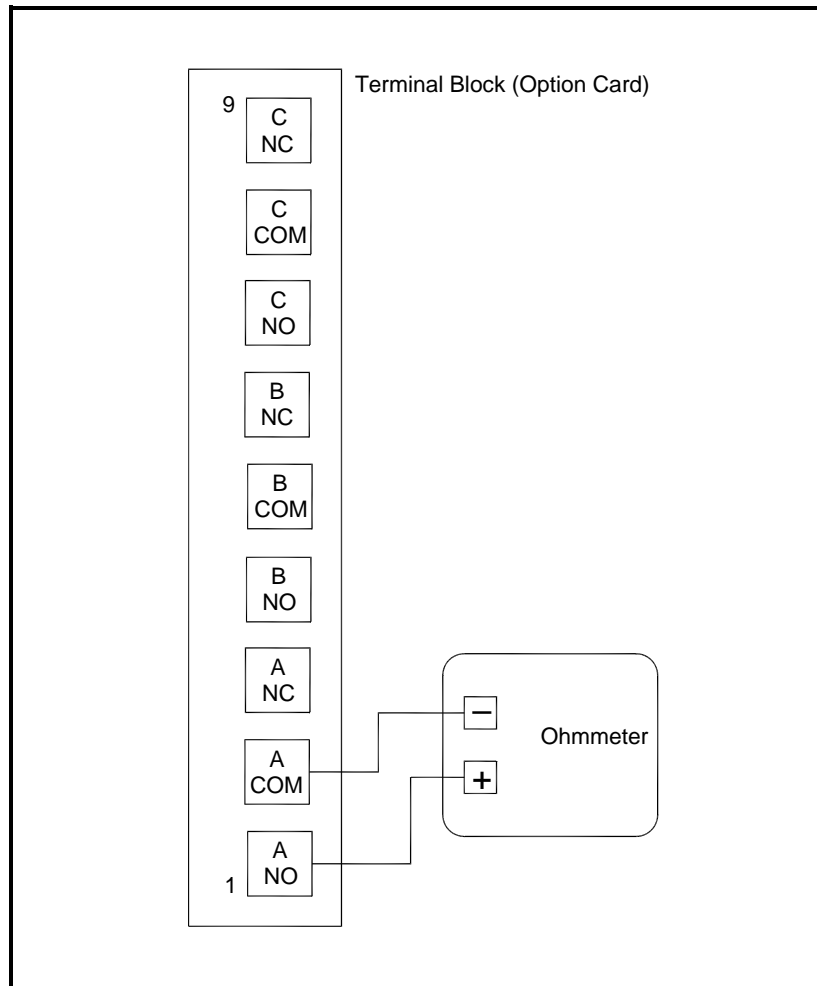 Terminal Block (Option Card)
9
C
NC
C
COM
C
NO
B
NC
B
COM
B
NO
A
NC
A
COM
A
NO
1
−
Ohmmeter
+